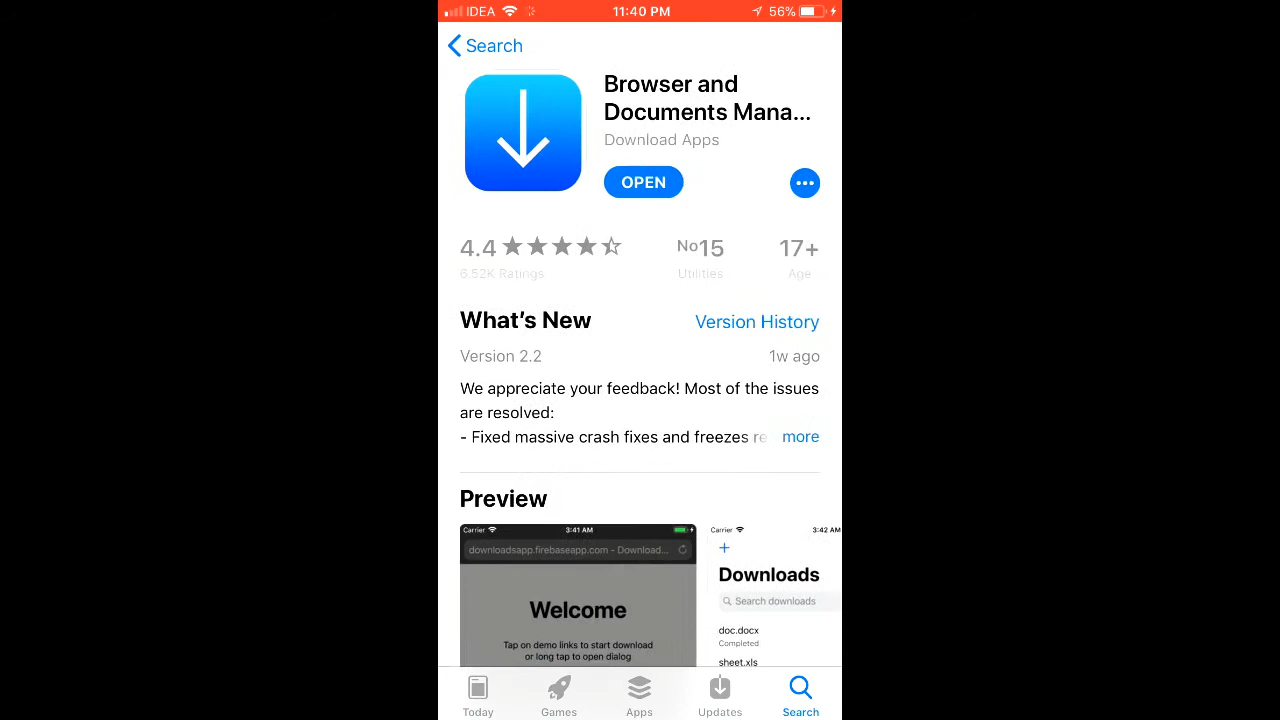 IDEA 11:40 PM 56%
Search
Browser and
Documents Mana...
Download Apps
OPEN
4.4 No15 17+
6.52K Ratings Utilities Age
What's New Version History
Version 2.2 1w ago
We appreciate your feedback! Most of the issues
are resolved:
- Fixed massive crash fixes and freezes re more
Preview
Carrier 3:41 AM
downloadsapp.firebaseapp.com - Download...
Welcome
Tap on demo links to start download
or long tap to open dialog
Carrier 3:42 AM
Downloads
Search downloads
doc.docx
Completed
sheet.xls
Today Games Apps Updates Search